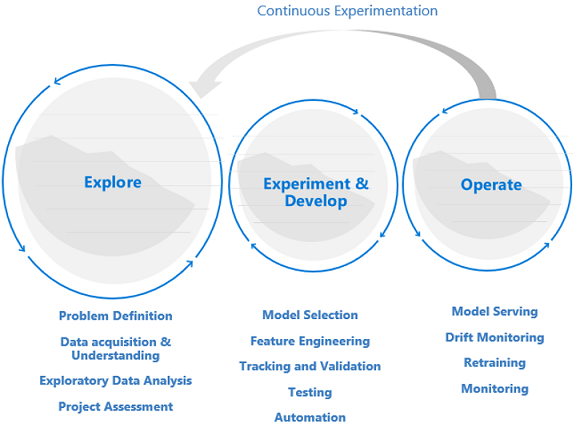 Continuous Experimentation
Explore
Experiment &
Develop
Operate
Problem Definition
Data acquisition &
Understanding
Exploratory Data Analysis
Project Assessment
Model Selection
Feature Engineering
Tracking and Validation
Testing
Automation
Model Serving
Drift Monitoring
Retraining
Monitoring